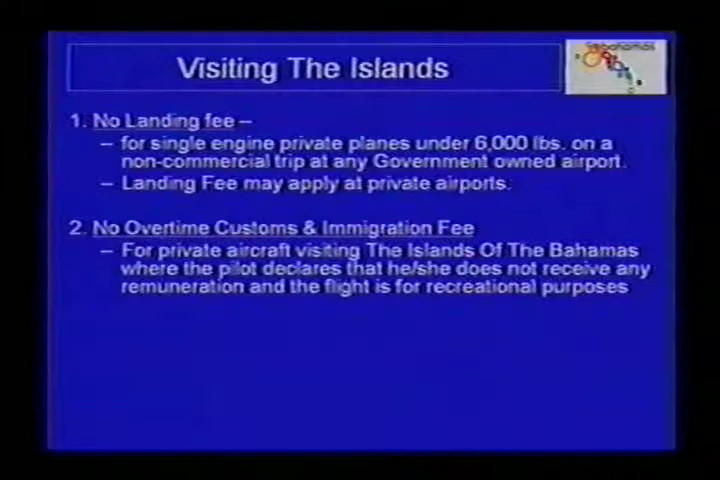 Visiting The Islands
bahamas
1. No Landing fee –
– for single engine private planes under 6,000 lbs. on a
non-commercial trip at any Government owned airport.
– Landing Fee may apply at private airports.
2. No Overtime Customs & Immigration Fee
– For private aircraft visiting The Islands Of The Bahamas
where the pilot declares that he/she does not receive any
remuneration and the flight is for recreational purposes